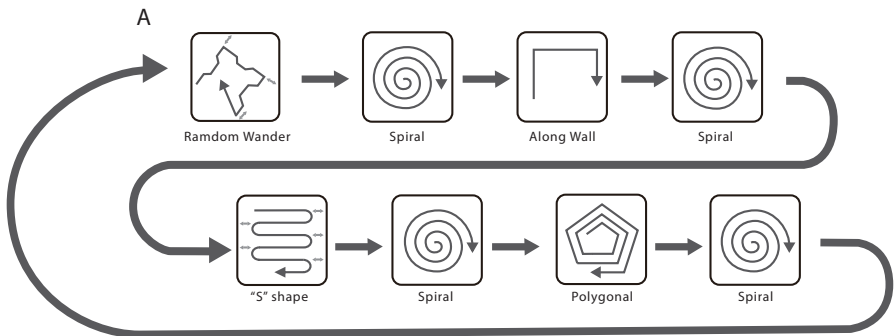 A
Ramdom Wander
Spiral
Along Wall
Spiral
"S" shape
Spiral
Polygonal
Spiral